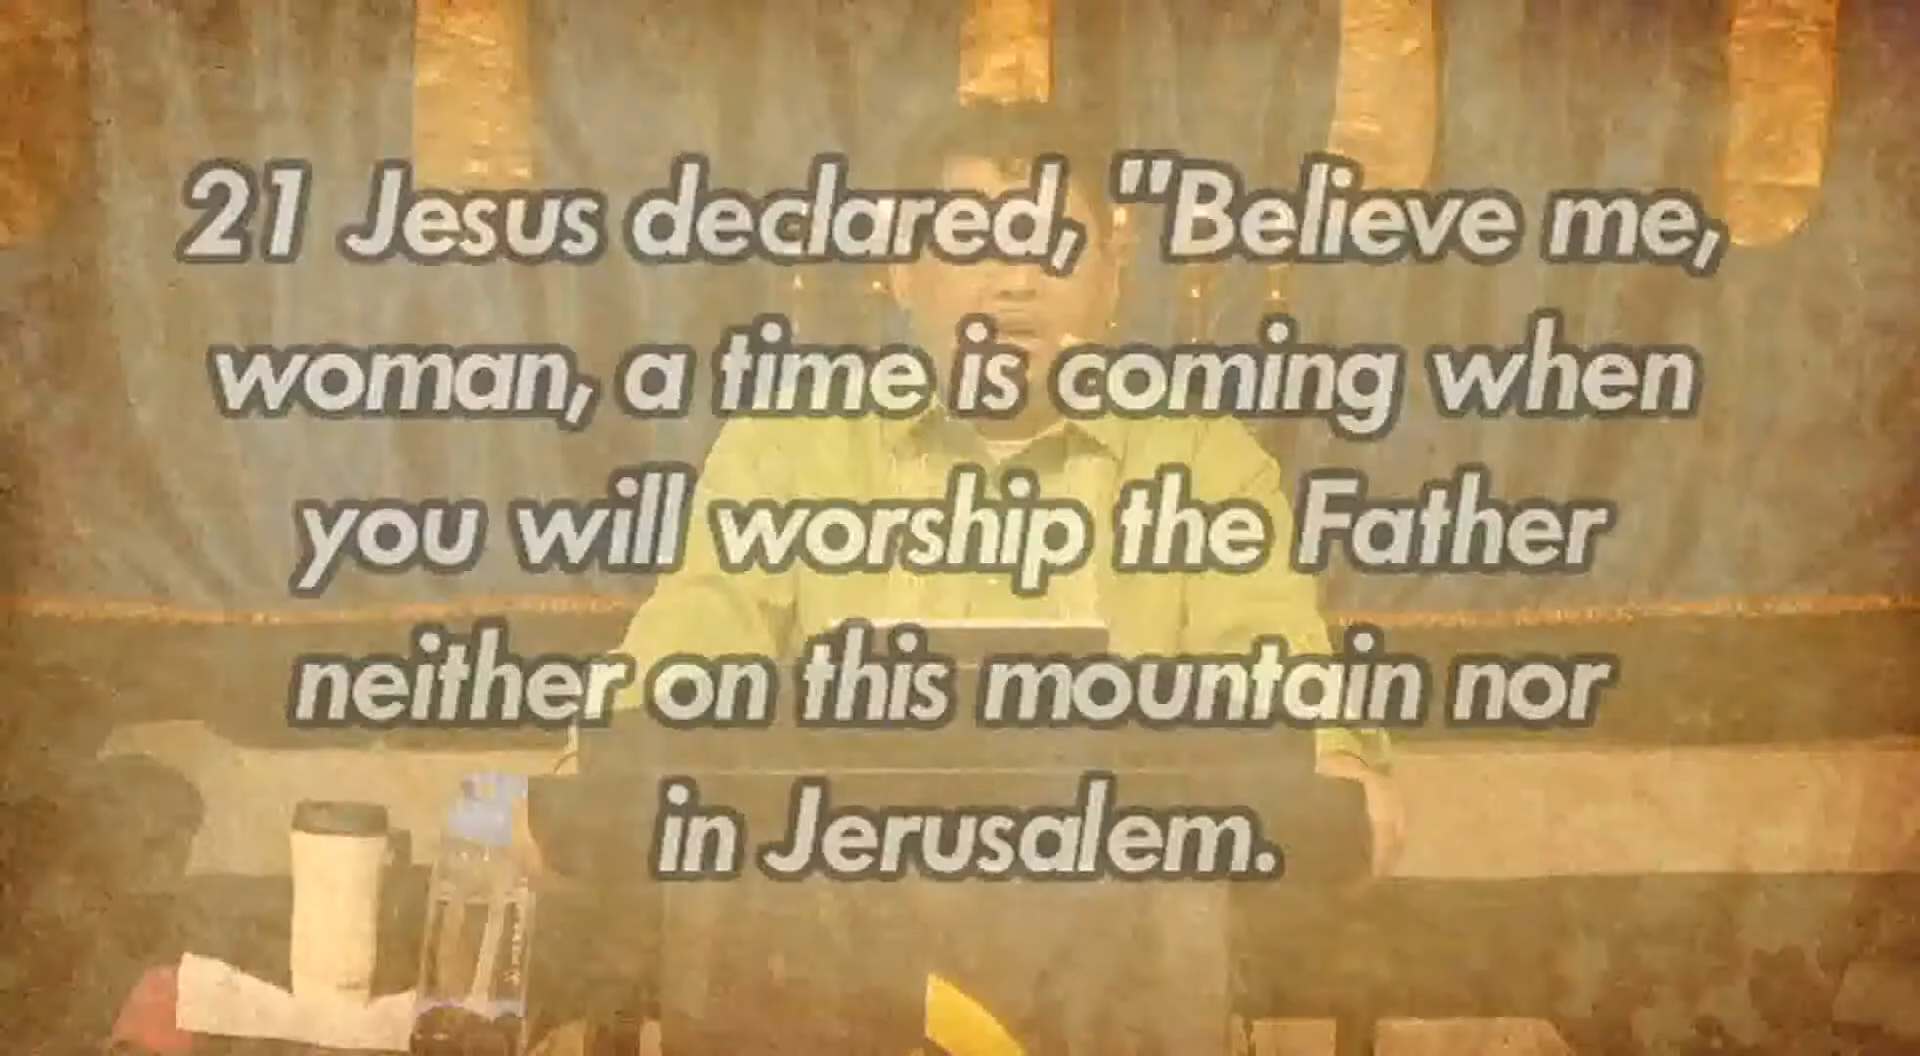 21 Jesus declared, "Believe me,
woman, a time is coming when
you will worship the Father
neither on this mountain nor
in Jerusalem.